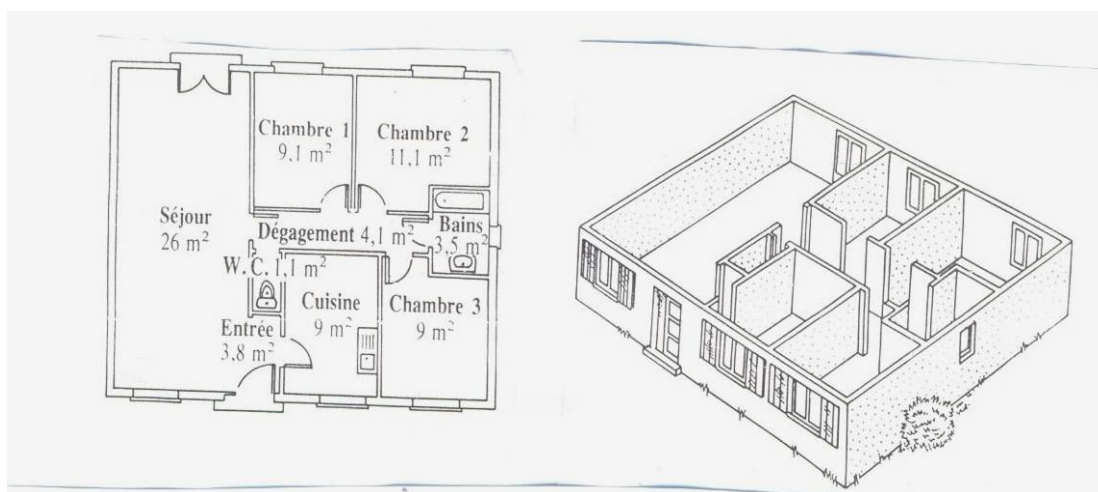 Chambre 1
9,1 m²
Chambre 2
11,1 m²
Séjour
26 m²
Dégagement 4,1 m²
Bains
3,5 m²
W. C. 1,1 m²
Cuisine
9 m²
Chambre 3
9 m²
Entrée
3,8 m²